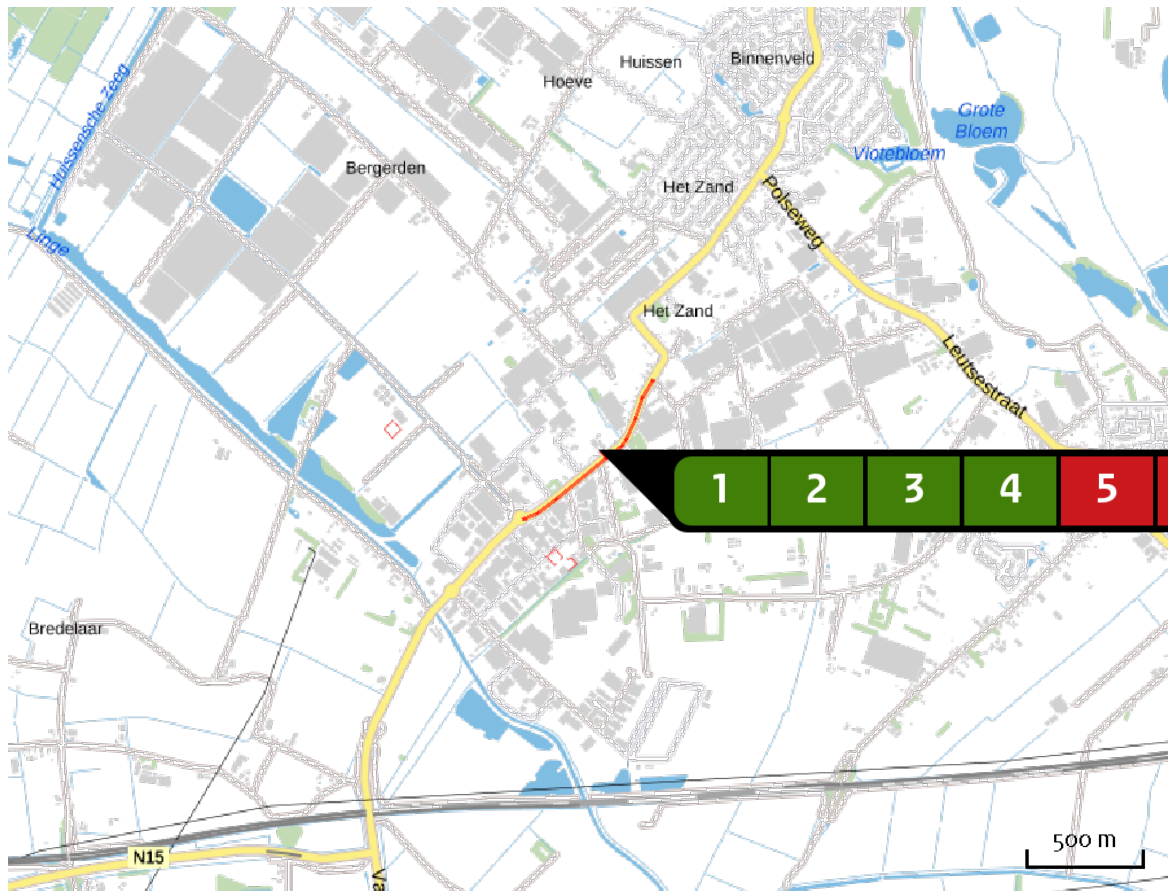 Huissensche Zeeg
Huissen
Binnenveld
Hoeve
Grote
Bloem
Vlotebloem
Bergerden
Het Zand
Polseweg
Linge
Het Zand
Leutsestraat
1 2 3 4 5
Bredelaar
500 m
N15